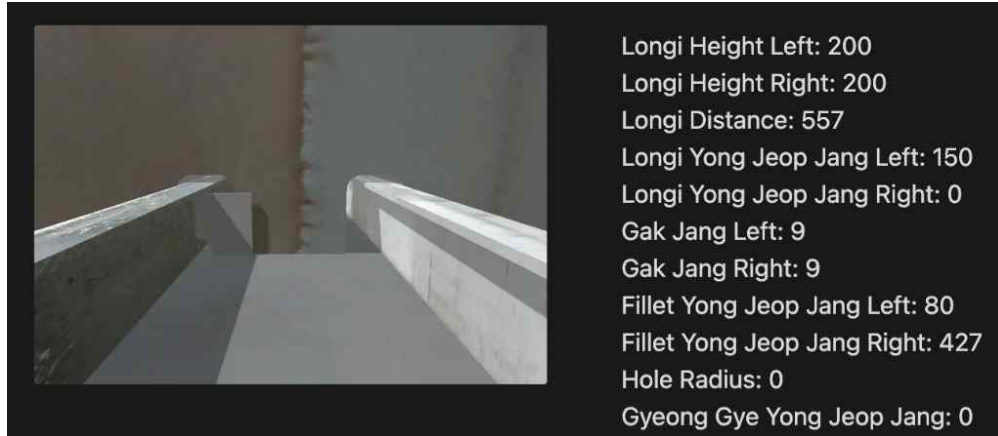 Longi Height Left: 200
Longi Height Right: 200
Longi Distance: 557
Longi Yong Jeop Jang Left: 150
Longi Yong Jeop Jang Right: 0
Gak Jang Left: 9
Gak Jang Right: 9
Fillet Yong Jeop Jang Left: 80
Fillet Yong Jeop Jang Right: 427
Hole Radius: 0
Gyeong Gye Yong Jeop Jang: 0